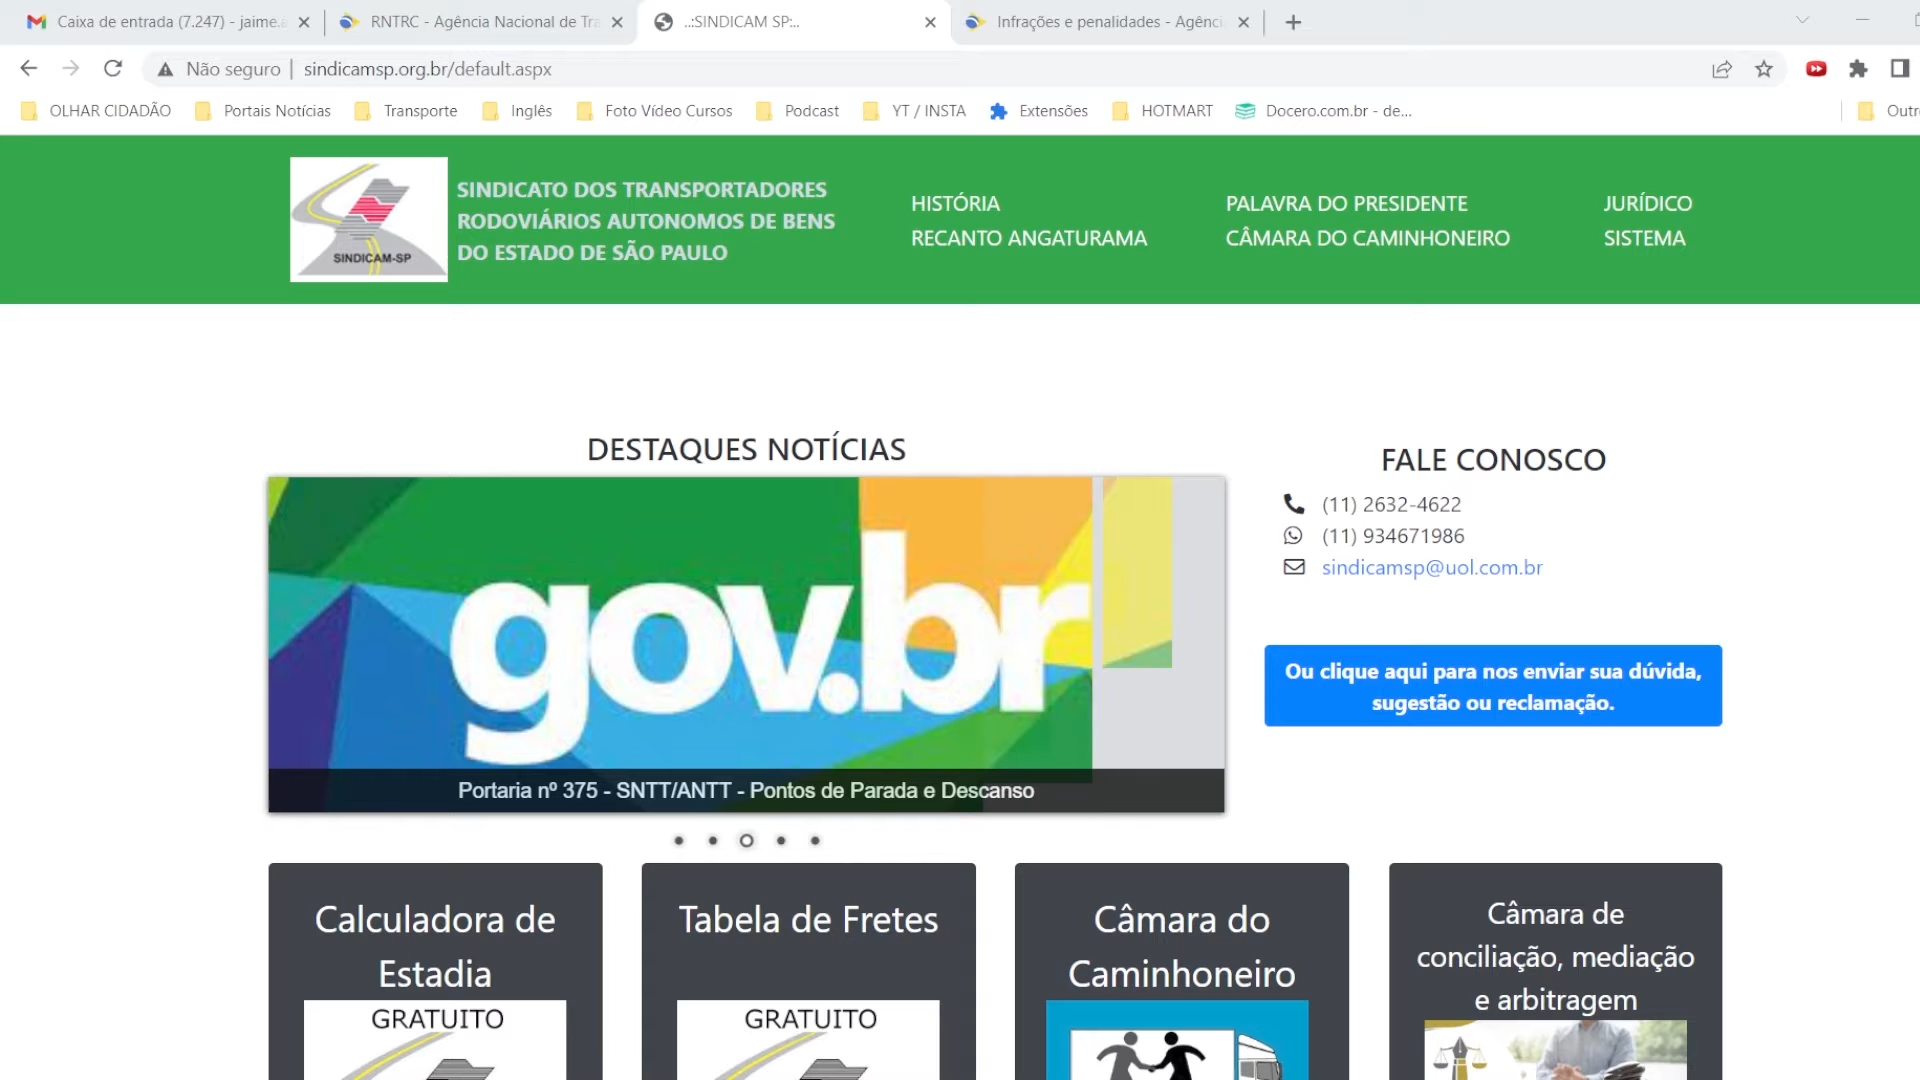 Caixa de entrada (7.247) - jaime.a
RNTRC - Agência Nacional de Tra
..:SINDICAM SP:..
Infrações e penalidades - Agênci
Não seguro
sindicamsp.org.br/default.aspx
OLHAR CIDADÃO
Portais Notícias
Transporte
Inglês
Foto Vídeo Cursos
Podcast
YT / INSTA
Extensões
HOTMART
Docero.com.br - de...
Outr
SINDICAM-SP
SINDICATO DOS TRANSPORTADORES
RODOVIÁRIOS AUTONOMOS DE BENS
DO ESTADO DE SÃO PAULO
HISTÓRIA
PALAVRA DO PRESIDENTE
JURÍDICO
RECANTO ANGATURAMA
CÂMARA DO CAMINHONEIRO
SISTEMA
DESTAQUES NOTÍCIAS
gov.br
Portaria nº 375 - SNTT/ANTT - Pontos de Parada e Descanso
FALE CONOSCO
(11) 2632-4622
(11) 934671986
sindicamsp@uol.com.br
Ou clique aqui para nos enviar sua dúvida,
sugestão ou reclamação.
Calculadora de
Estadia
GRATUITO
Tabela de Fretes
GRATUITO
Câmara do
Caminhoneiro
Câmara de
conciliação, mediação
e arbitragem